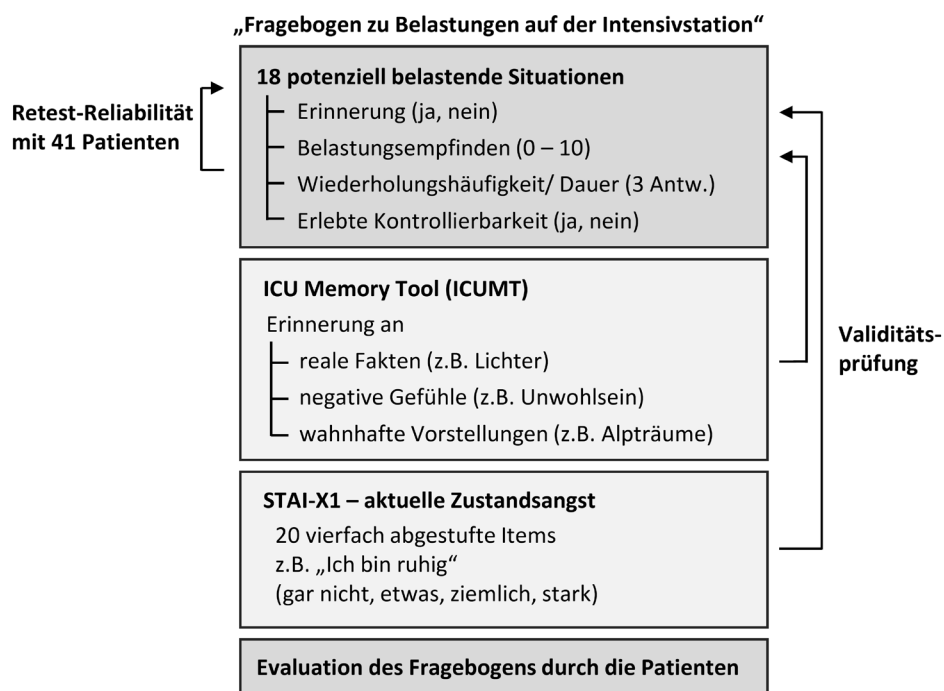 „Fragebogen zu Belastungen auf der Intensivstation“
18 potenziell belastende Situationen
Erinnerung (ja, nein)
Belastungsempfinden (0 – 10)
Wiederholungshäufigkeit/ Dauer (3 Antw.)
Erlebte Kontrollierbarkeit (ja, nein)
Retest-Reliabilität
mit 41 Patienten
ICU Memory Tool (ICUMT)
Erinnerung an
reale Fakten (z.B. Lichter)
negative Gefühle (z.B. Unwohlsein)
wahnhafte Vorstellungen (z.B. Alpträume)
Validitäts-
prüfung
STAI-X1 – aktuelle Zustandsangst
20 vierfach abgestufte Items
z.B. „Ich bin ruhig“
(gar nicht, etwas, ziemlich, stark)
Evaluation des Fragebogens durch die Patienten